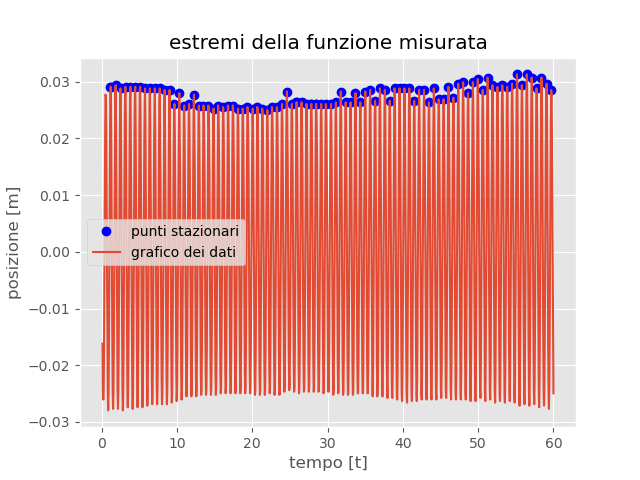 estremi della funzione misurata
posizione [m]
0.03
0.02
0.01
0.00
−0.01
−0.02
−0.03
punti stazionari
grafico dei dati
0 10 20 30 40 50 60
tempo [t]